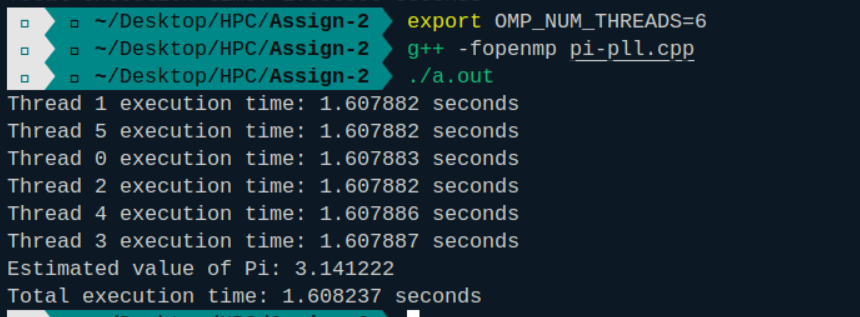 ~/Desktop/HPC/Assign-2 export OMP_NUM_THREADS=6
~/Desktop/HPC/Assign-2 g++ -fopenmp pi-pll.cpp
~/Desktop/HPC/Assign-2 ./a.out
Thread 1 execution time: 1.607882 seconds
Thread 5 execution time: 1.607882 seconds
Thread 0 execution time: 1.607883 seconds
Thread 2 execution time: 1.607882 seconds
Thread 4 execution time: 1.607886 seconds
Thread 3 execution time: 1.607887 seconds
Estimated value of Pi: 3.141222
Total execution time: 1.608237 seconds